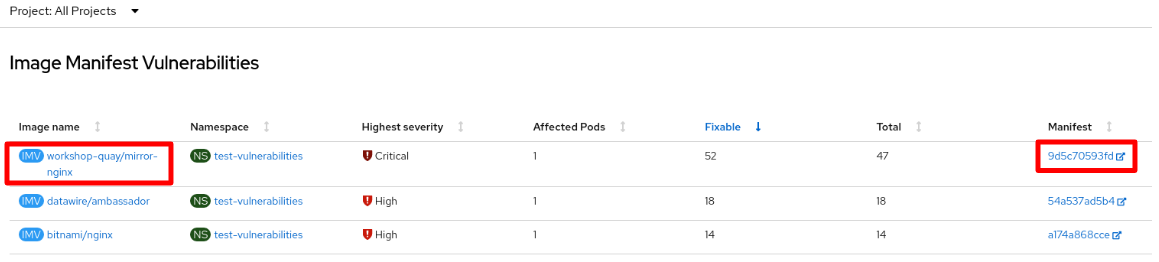 Project: All Projects
Image Manifest Vulnerabilities
Image name Namespace Highest severity Affected Pods Fixable Total Manifest
IMV workshop-quay/mirror- NS test-vulnerabilities Critical 1 52 47 9d5c70593fd
nginx
IMV datawire/ambassador NS test-vulnerabilities High 1 18 18 54a537ad5b4
IMV bitnami/nginx NS test-vulnerabilities High 1 14 14 a174a868cce